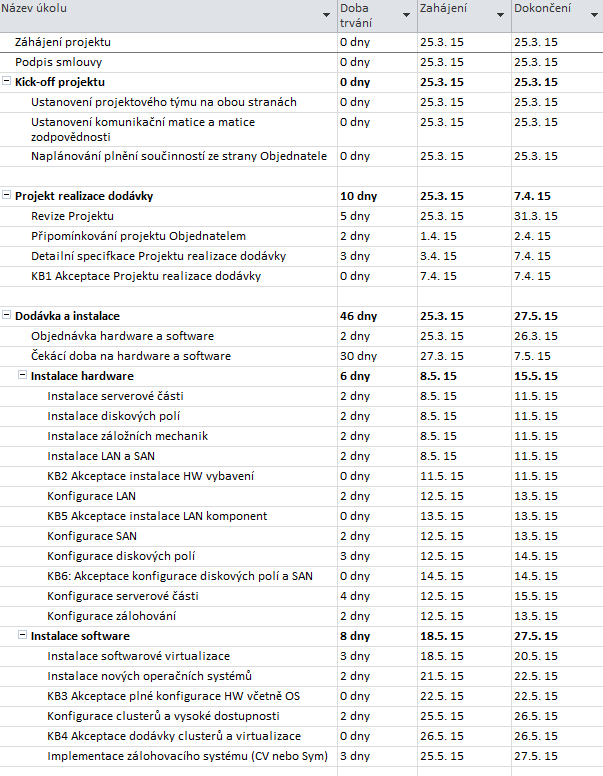 Název úkolu Doba trvání Zahájení Dokončení
Záhájení projektu 0 dny 25.3. 15 25.3. 15
Podpis smlouvy 0 dny 25.3. 15 25.3. 15
Kick-off projektu 0 dny 25.3. 15 25.3. 15
Ustanovení projektového týmu na obou stranách 0 dny 25.3. 15 25.3. 15
Ustanovení komunikační matice a matice 0 dny 25.3. 15 25.3. 15
zodpovědnosti
Naplánování plnění součinností ze strany Objednatele 0 dny 25.3. 15 25.3. 15
Projekt realizace dodávky 10 dny 25.3. 15 7.4. 15
Revize Projektu 5 dny 25.3. 15 31.3. 15
Připomínkování projektu Objednatelem 2 dny 1.4. 15 2.4. 15
Detailní specifkace Projektu realizace dodávky 3 dny 3.4. 15 7.4. 15
KB1 Akceptace Projektu realizace dodávky 0 dny 7.4. 15 7.4. 15
Dodávka a instalace 46 dny 25.3. 15 27.5. 15
Objednávka hardware a software 2 dny 25.3. 15 26.3. 15
Čekácí doba na hardware a software 30 dny 27.3. 15 7.5. 15
Instalace hardware 6 dny 8.5. 15 15.5. 15
Instalace serverové části 2 dny 8.5. 15 11.5. 15
Instalace diskových polí 2 dny 8.5. 15 11.5. 15
Instalace záložních mechanik 2 dny 8.5. 15 11.5. 15
Instalace LAN a SAN 2 dny 8.5. 15 11.5. 15
KB2 Akceptace instalace HW vybavení 0 dny 11.5. 15 11.5. 15
Konfigurace LAN 2 dny 12.5. 15 13.5. 15
KB5 Akceptace instalace LAN komponent 0 dny 13.5. 15 13.5. 15
Konfigurace SAN 2 dny 12.5. 15 13.5. 15
Konfigurace diskových polí 3 dny 12.5. 15 14.5. 15
KB6: Akceptace konfigurace diskových polí a SAN 0 dny 14.5. 15 14.5. 15
Konfigurace serverové části 4 dny 12.5. 15 15.5. 15
Konfigurace zálohování 2 dny 12.5. 15 13.5. 15
Instalace software 8 dny 18.5. 15 27.5. 15
Instalace softwarové virtualizace 3 dny 18.5. 15 20.5. 15
Instalace nových operačních systémů 2 dny 21.5. 15 22.5. 15
KB3 Akceptace plné konfigurace HW včetně OS 0 dny 22.5. 15 22.5. 15
Konfigurace clusterů a vysoké dostupnosti 2 dny 25.5. 15 26.5. 15
KB4 Akceptace dodávky clusterů a virtualizace 0 dny 26.5. 15 26.5. 15
Implementace zálohovacího systému (CV nebo Sym) 3 dny 25.5. 15 27.5. 15